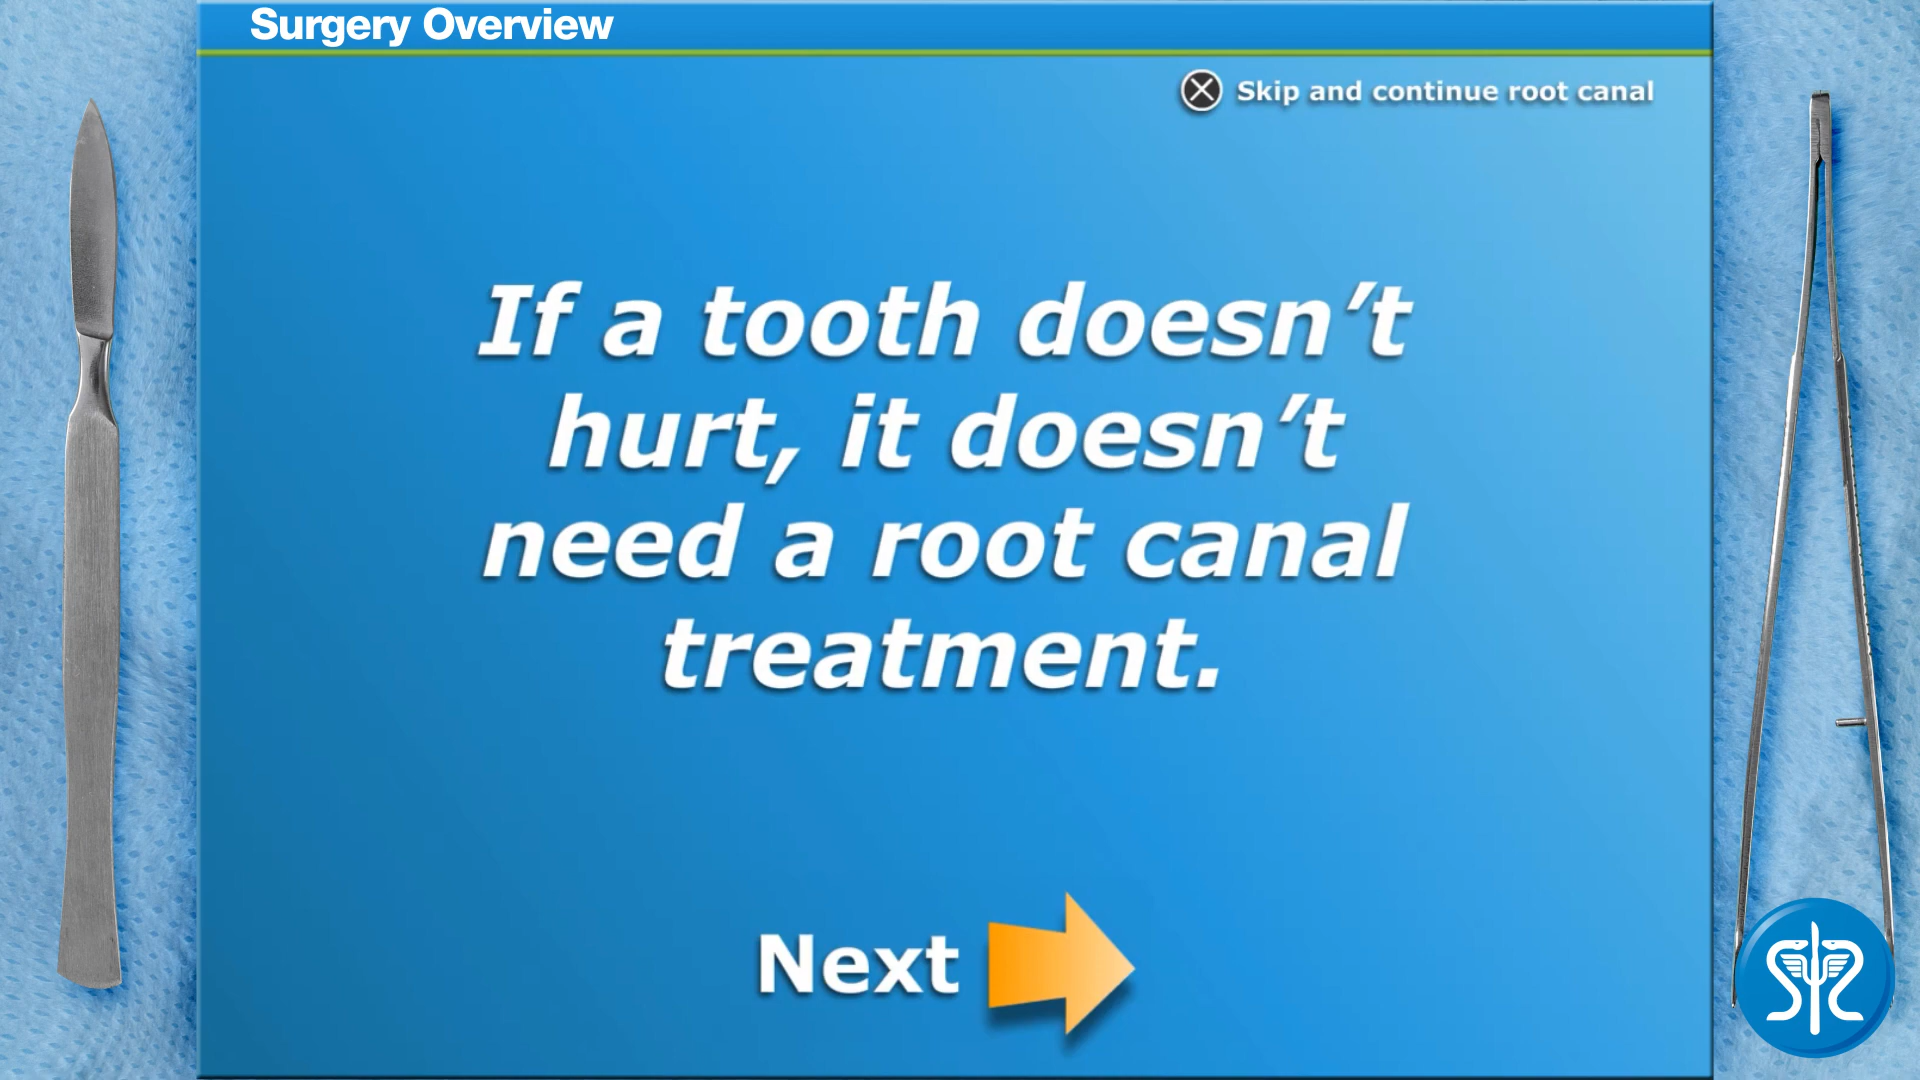 Surgery Overview
Skip and continue root canal
If a tooth doesn’t
hurt, it doesn’t
need a root canal
treatment.
Next